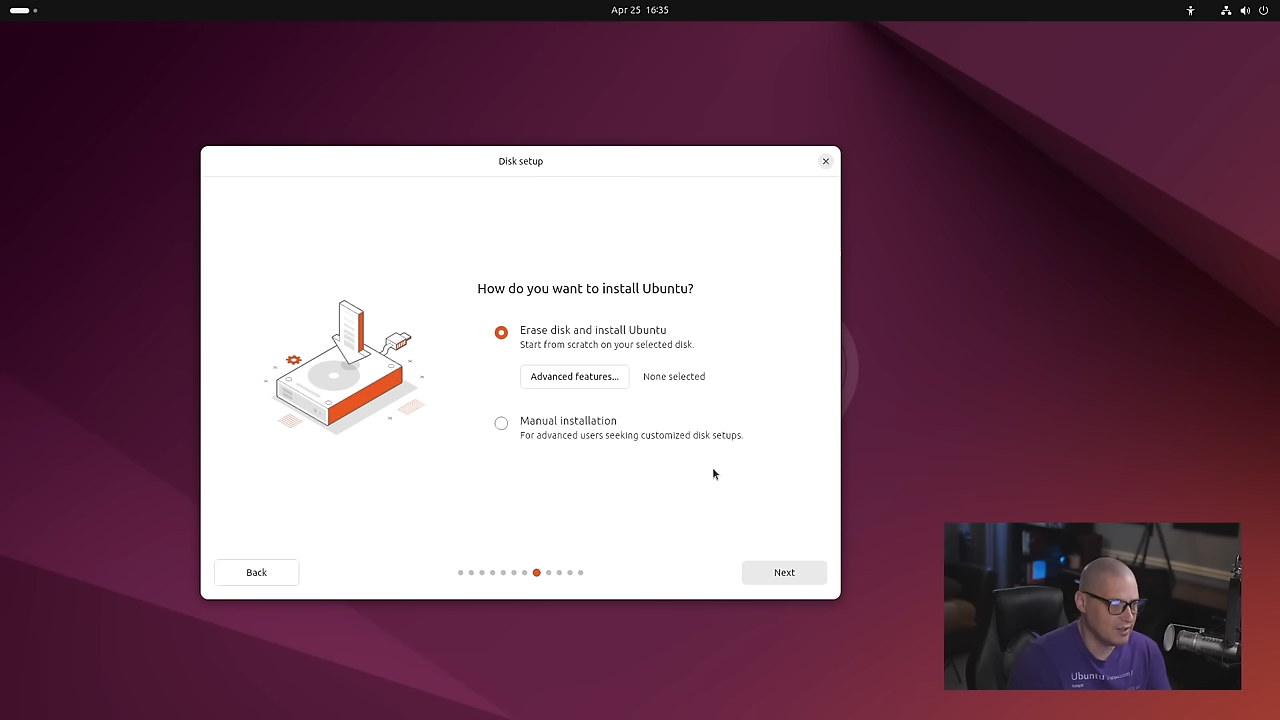 Apr 25 16:35
Disk setup
How do you want to install Ubuntu?
Erase disk and install Ubuntu
Start from scratch on your selected disk.
Advanced features...
None selected
Manual installation
For advanced users seeking customized disk setups.
Back
Next
Ubuntu